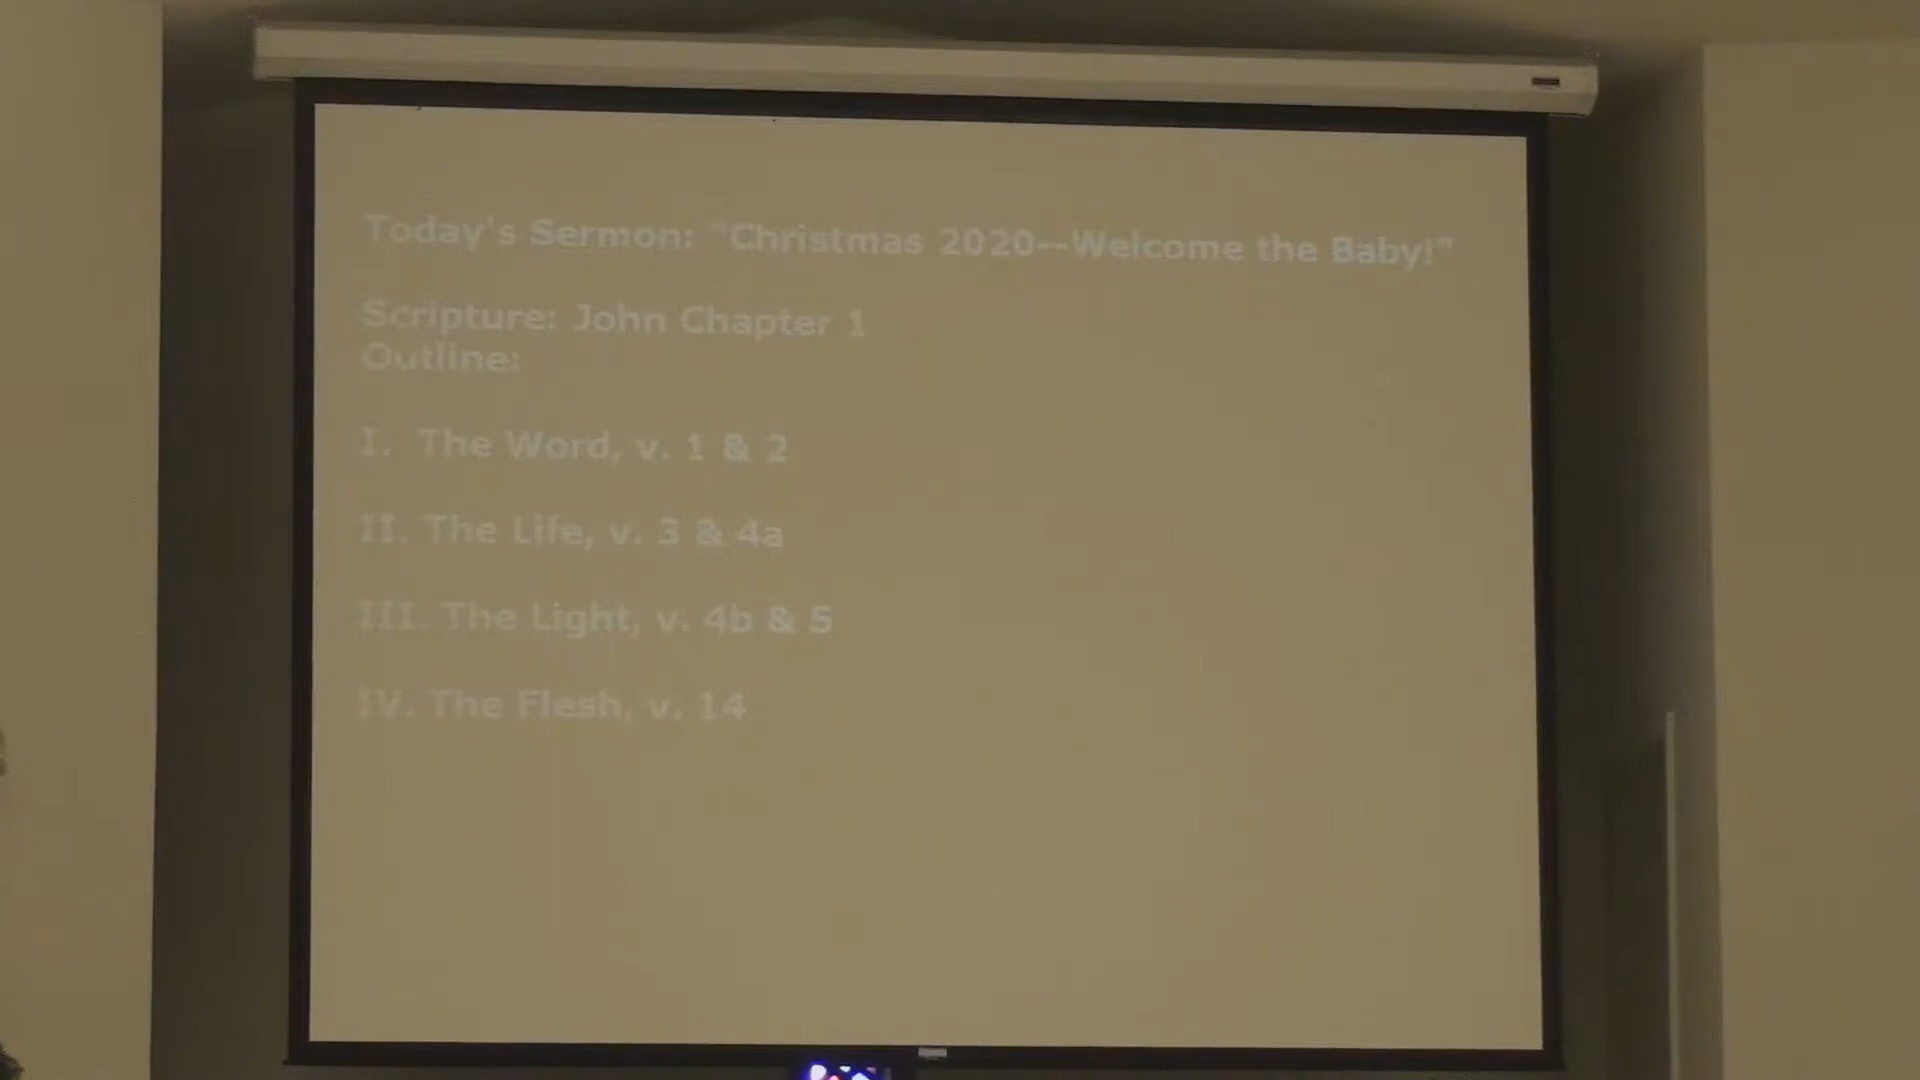 Today's Sermon: "Christmas 2020--Welcome the Baby!"
Scripture: John Chapter 1
Outline:
I. The Word, v. 1 & 2
II. The Life, v. 3 & 4a
III. The Light, v. 4b & 5
IV. The Flesh, v. 14